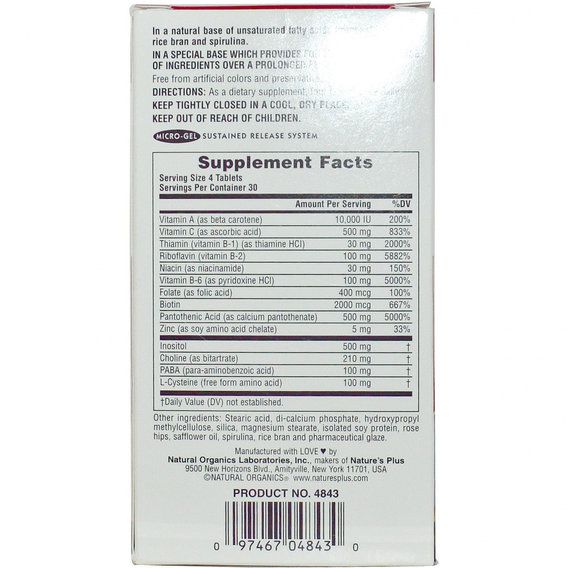 In a natural base of unsaturated fatty acids
rice bran and spirulina.
IN A SPECIAL BASE WHICH PROVIDES
OF INGREDIENTS OVER A PROLONGED
Free from artificial colors and preservatives
DIRECTIONS: As a dietary supplement, four daily.
KEEP TIGHTLY CLOSED IN A COOL, DRY PLACE.
KEEP OUT OF REACH OF CHILDREN.
MICRO-GEL SUSTAINED RELEASE SYSTEM
Supplement Facts
Serving Size 4 Tablets
Servings Per Container 30
Amount Per Serving %DV
Vitamin A (as beta carotene) 10,000 IU 200%
Vitamin C (as ascorbic acid) 500 mg 833%
Thiamin (vitamin B-1) (as thiamine HCl) 30 mg 2000%
Riboflavin (vitamin B-2) 100 mg 5882%
Niacin (as niacinamide) 30 mg 150%
Vitamin B-6 (as pyridoxine HCl) 100 mg 5000%
Folate (as folic acid) 400 mcg 100%
Biotin 2000 mcg 667%
Pantothenic Acid (as calcium pantothenate) 500 mg 5000%
Zinc (as soy amino acid chelate) 5 mg 33%
Inositol 500 mg †
Choline (as bitartrate) 210 mg †
PABA (para-aminobenzoic acid) 100 mg †
L-Cysteine (free form amino acid) 100 mg †
†Daily Value (DV) not established.
Other ingredients: Stearic acid, di-calcium phosphate, hydroxypropyl
methylcellulose, silica, magnesium stearate, isolated soy protein, rose
hips, safflower oil, spirulina, rice bran and pharmaceutical glaze.
Manufactured with LOVE ♥ by
Natural Organics Laboratories, Inc., makers of Nature's Plus
9500 New Horizons Blvd., Amityville, New York 11701, USA
©NATURAL ORGANICS® www.naturesplus.com
PRODUCT NO. 4843
0 97467 04843 0